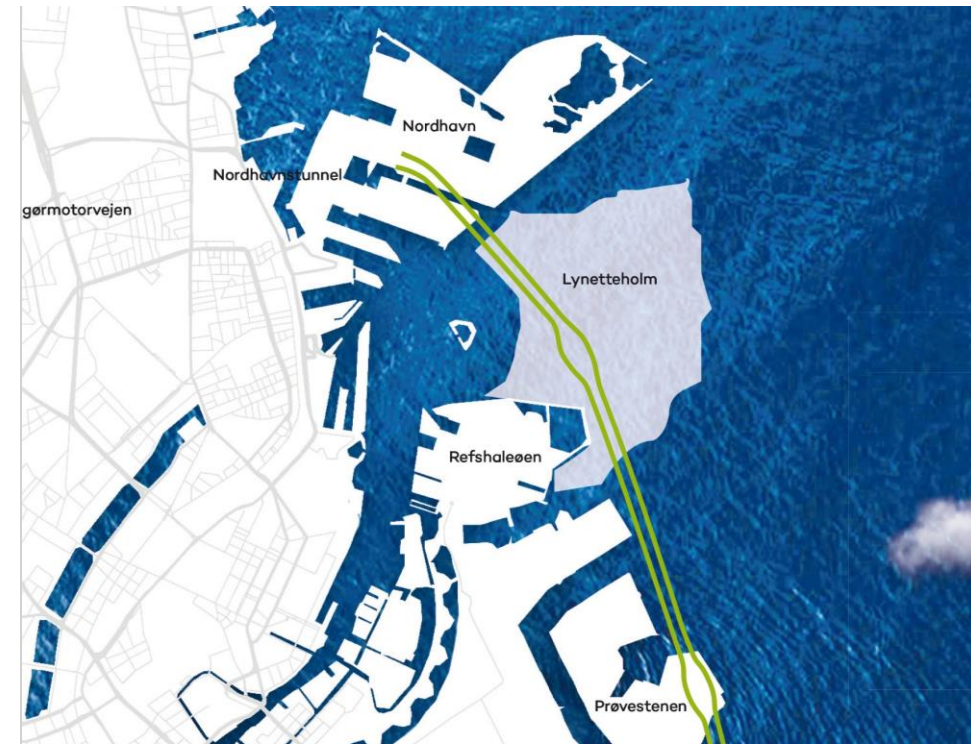 Nordhavn
Nordhavnstunnel
gørmotorvejen
Lynetteholm
Refshaleøen
Prøvestenen